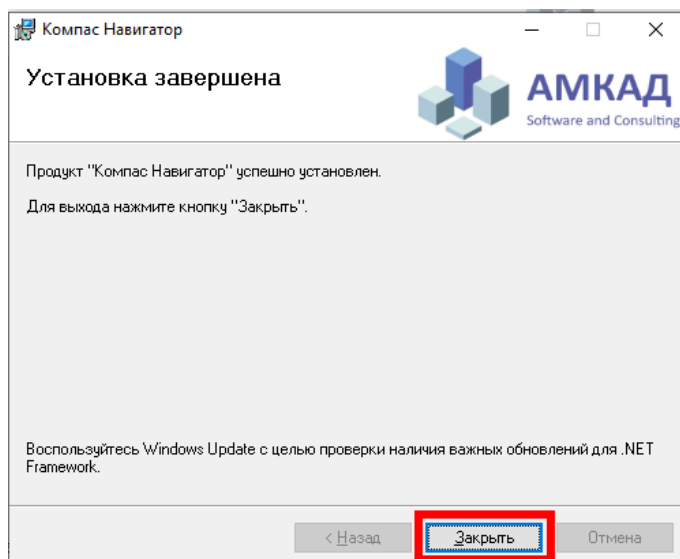 Компас Навигатор
Установка завершена
АМКАД
Software and Consulting
Продукт "Компас Навигатор" успешно установлен.
Для выхода нажмите кнопку "Закрыть".
Воспользуйтесь Windows Update с целью проверки наличия важных обновлений для .NET
Framework.
< Назад
Закрыть
Отмена